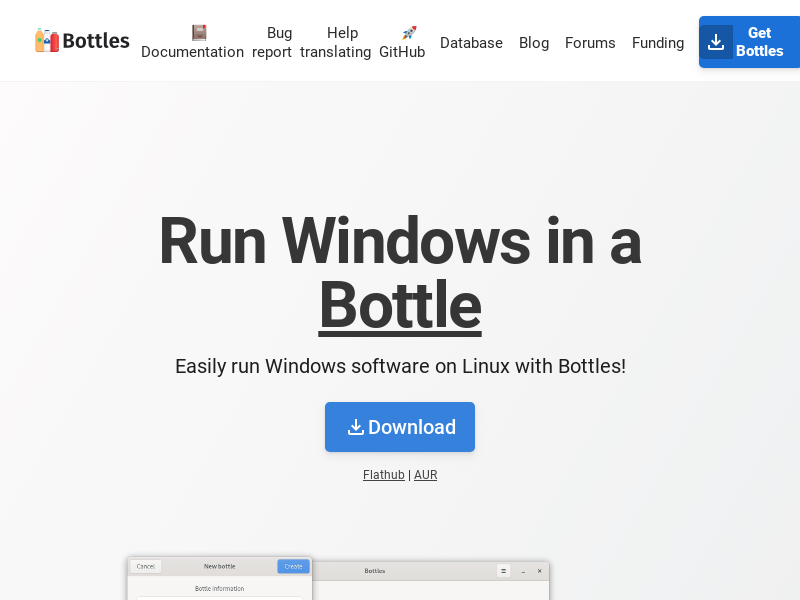 Bottles
Documentation
Bug
report
Help
translating
GitHub
Database
Blog
Forums
Funding
Get
Bottles
Run Windows in a
Bottle
Easily run Windows software on Linux with Bottles!
Download
Flathub | AUR
Cancel
New bottle
Create
Bottles
Bottle information